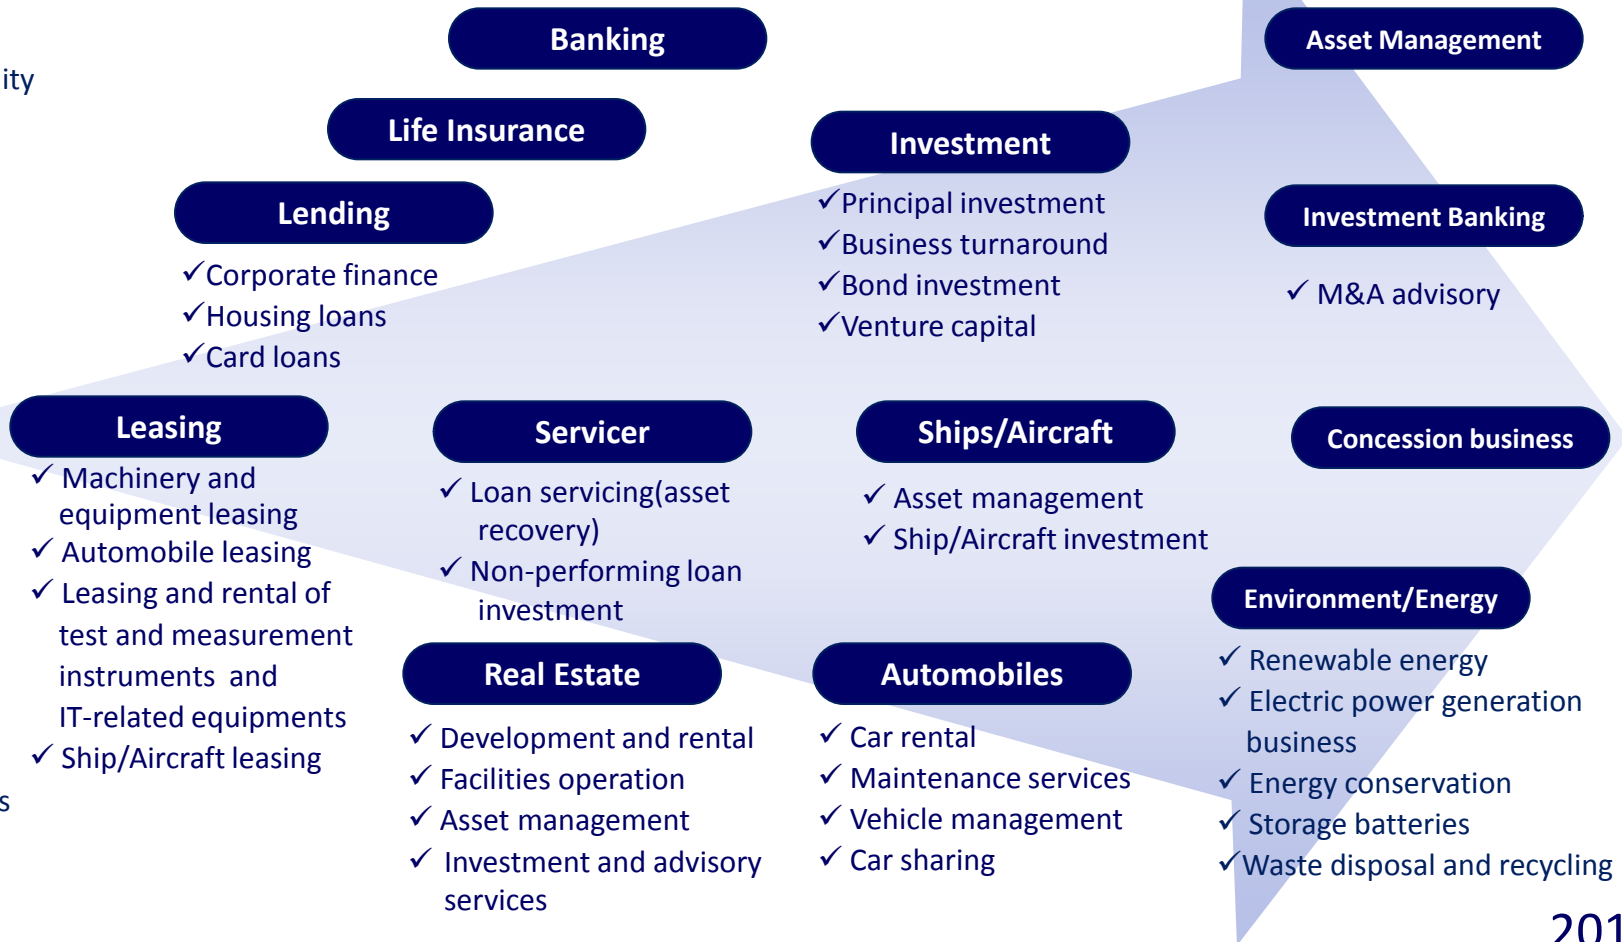 Banking
Asset Management
ity
Life Insurance
Investment
✓Principal investment
✓Business turnaround
✓Bond investment
✓Venture capital
Lending
✓Corporate finance
✓Housing loans
✓Card loans
Investment Banking
✓ M&A advisory
Leasing
✓ Machinery and
equipment leasing
✓ Automobile leasing
✓ Leasing and rental of
test and measurement
instruments and
IT-related equipments
✓ Ship/Aircraft leasing
s
Servicer
✓ Loan servicing(asset
recovery)
✓ Non-performing loan
investment
Ships/Aircraft
✓ Asset management
✓ Ship/Aircraft investment
Concession business
Real Estate
✓ Development and rental
✓ Facilities operation
✓ Asset management
✓ Investment and advisory
services
Automobiles
✓ Car rental
✓ Maintenance services
✓ Vehicle management
✓ Car sharing
Environment/Energy
✓ Renewable energy
✓ Electric power generation
business
✓ Energy conservation
✓ Storage batteries
✓Waste disposal and recycling
201